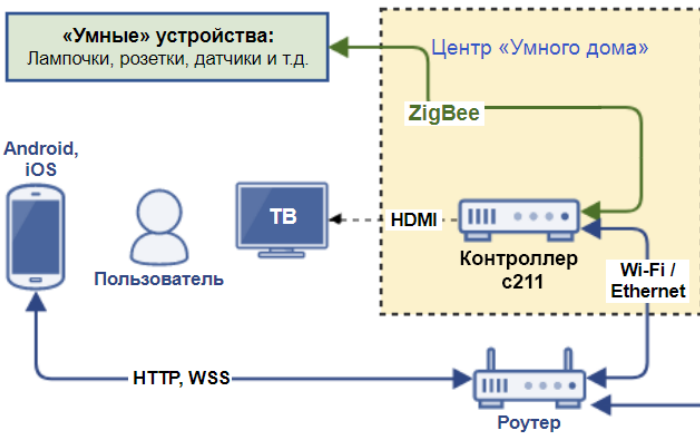 «Умные» устройства:
Лампочки, розетки, датчики и т.д.
Центр «Умного дома»
ZigBee
Android,
iOS
ТВ
HDMI
Пользователь
Контроллер
c211
Wi-Fi /
Ethernet
HTTP, WSS
Роутер